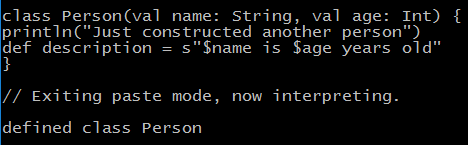 class Person(val name: String, val age: Int) {
println("Just constructed another person")
def description = s"$name is $age years old"
}
// Exiting paste mode, now interpreting.
defined class Person